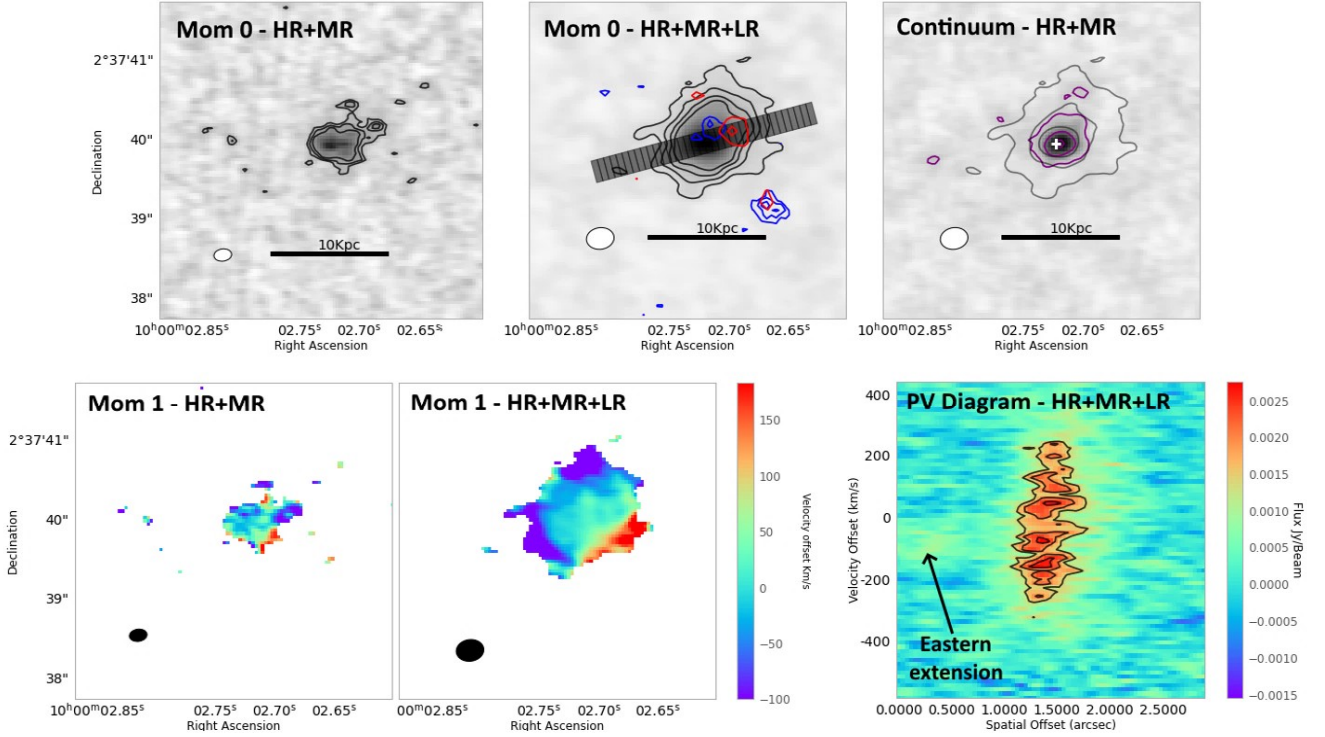 Mom 0 - HR+MR
Mom 0 - HR+MR+LR
Continuum - HR+MR
2°37'41"
40"
39"
38"
Declination
10Kpc
10Kpc
10Kpc
10ʰ00ᵐ02.85ˢ 02.75ˢ 02.70ˢ 02.65ˢ
Right Ascension
10ʰ00ᵐ02.85ˢ 02.75ˢ 02.70ˢ 02.65ˢ
Right Ascension
10ʰ00ᵐ02.85ˢ 02.75ˢ 02.70ˢ 02.65ˢ
Right Ascension
Mom 1 - HR+MR
Mom 1 - HR+MR+LR
2°37'41"
40"
39"
38"
Declination
10ʰ00ᵐ02.85ˢ 02.75ˢ 02.70ˢ 02.65ˢ
Right Ascension
00ᵐ02.85ˢ 02.75ˢ 02.70ˢ 02.65ˢ
Right Ascension
150
100
50
0
−50
−100
Velocity offset Km/s
PV Diagram - HR+MR+LR
400
200
0
-200
-400
Velocity Offset (km/s)
Eastern
extension
0.0000 0.5000 1.0000 1.5000 2.0000 2.5000
Spatial Offset (arcsec)
0.0025
0.0020
0.0015
0.0010
0.0005
0.0000
−0.0005
−0.0010
−0.0015
Flux Jy/Beam